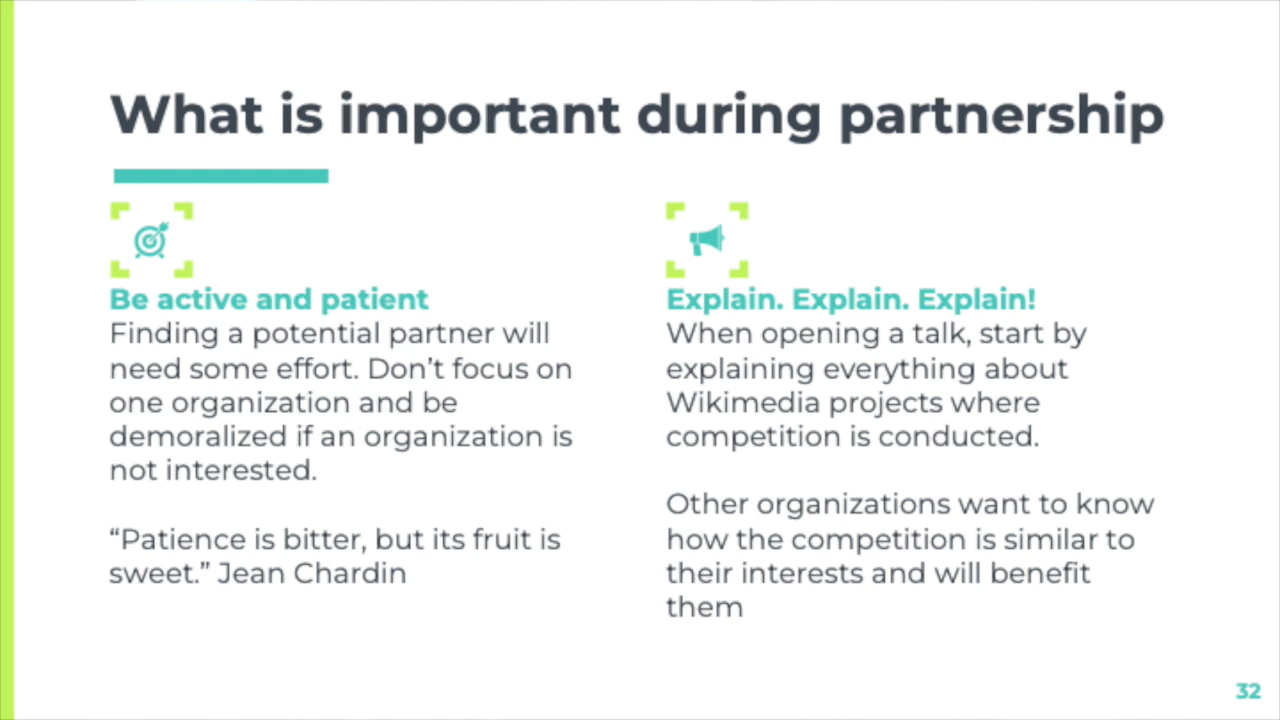 What is important during partnership
Be active and patient
Finding a potential partner will
need some effort. Don’t focus on
one organization and be
demoralized if an organization is
not interested.
“Patience is bitter, but its fruit is
sweet.” Jean Chardin
Explain. Explain. Explain!
When opening a talk, start by
explaining everything about
Wikimedia projects where
competition is conducted.
Other organizations want to know
how the competition is similar to
their interests and will benefit
them
32